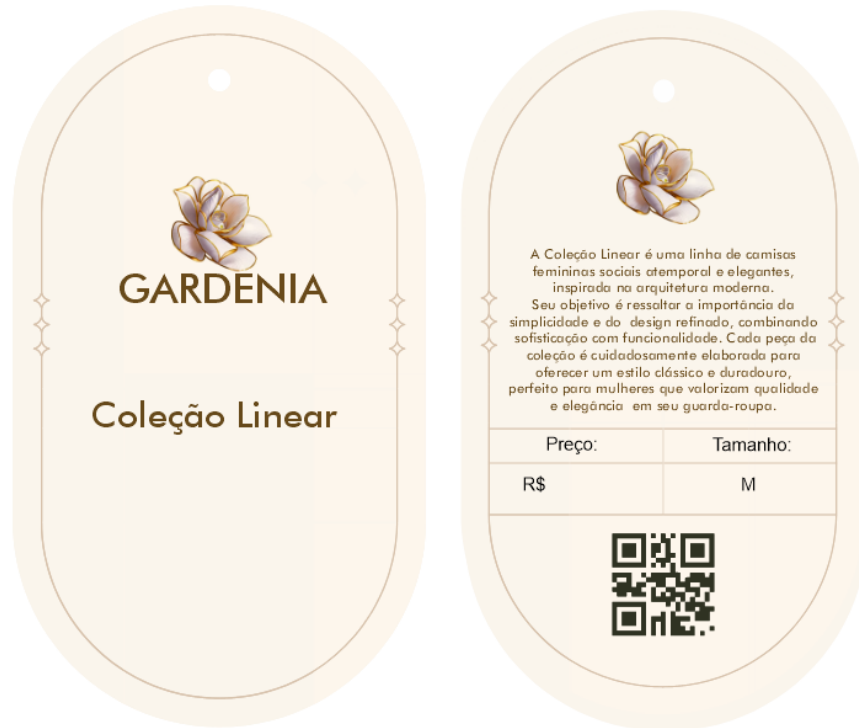 GARDENIA
Coleção Linear
A Coleção Linear é uma linha de camisas
femininas sociais atemporal e elegantes,
inspirada na arquitetura moderna.
Seu objetivo é ressaltar a importância da
simplicidade e do design refinado, combinando
sofisticação com funcionalidade. Cada peça da
coleção é cuidadosamente elaborada para
oferecer um estilo clássico e duradouro,
perfeito para mulheres que valorizam qualidade
e elegância em seu guarda-roupa.
Preço: Tamanho:
R$ M